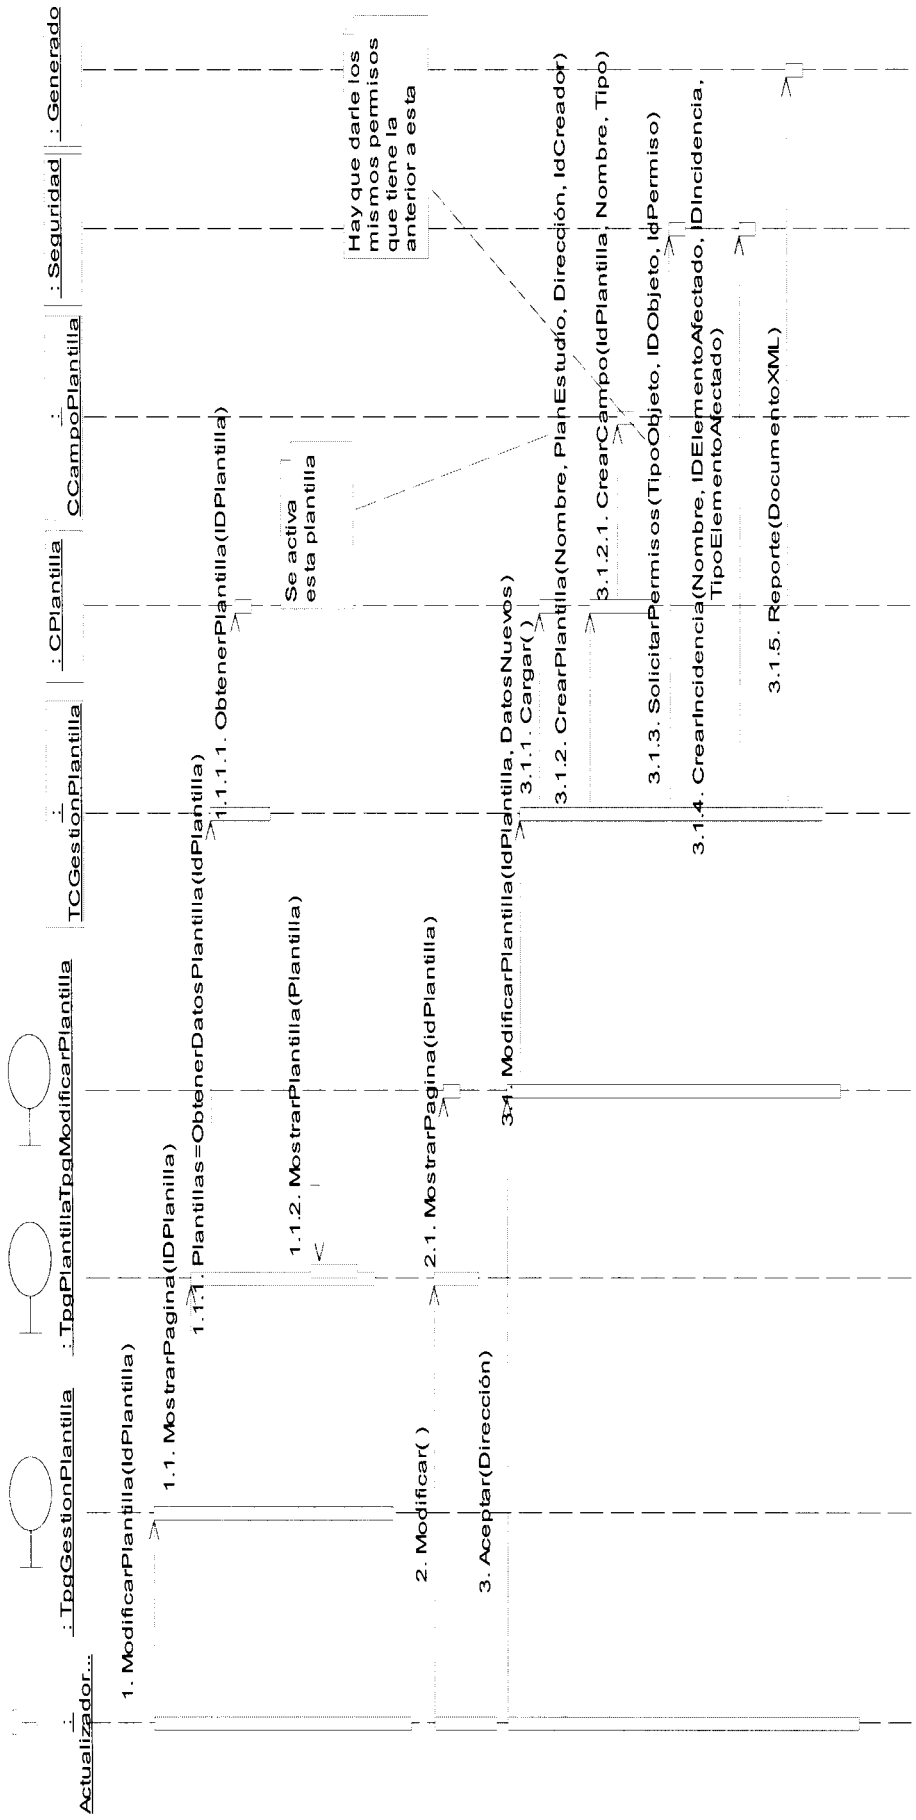 :
Actualizador...
: TpgGestionPlantilla
: TpgPlantillaTpgModificarPlantilla
:
TCGestionPlantilla
: CPlantilla
:
CCampoPlantilla
: Seguridad
: Generado
1. ModificarPlantilla(IdPlantilla)
1.1. MostrarPagina(IDPlanilla)
1.1.1. Plantillas=ObtenerDatosPlantilla(IdPlantilla)
1.1.1.1. ObtenerPlantilla(IDPlantilla)
1.1.2. MostrarPlantilla(Plantilla)
Se activa
esta plantilla
Hay que darle los
mismos permisos
que tiene la
anterior a esta
2. Modificar( )
2.1. MostrarPagina(idPlantilla)
3. Aceptar(Dirección)
3.1. ModificarPlantilla(IdPlantilla, DatosNuevos)
3.1.1. Cargar( )
3.1.2. CrearPlantilla(Nombre, PlanEstudio, Dirección, IdCreador)
3.1.2.1. CrearCampo(IdPlantilla, Nombre, Tipo)
3.1.3. SolicitarPermisos(TipoObjeto, IDObjeto, IdPermiso)
3.1.4. CrearIncidencia(Nombre, IDElementoAfectado, IDIncidencia,
TipoElementoAfectado)
3.1.5. Reporte(DocumentoXML)